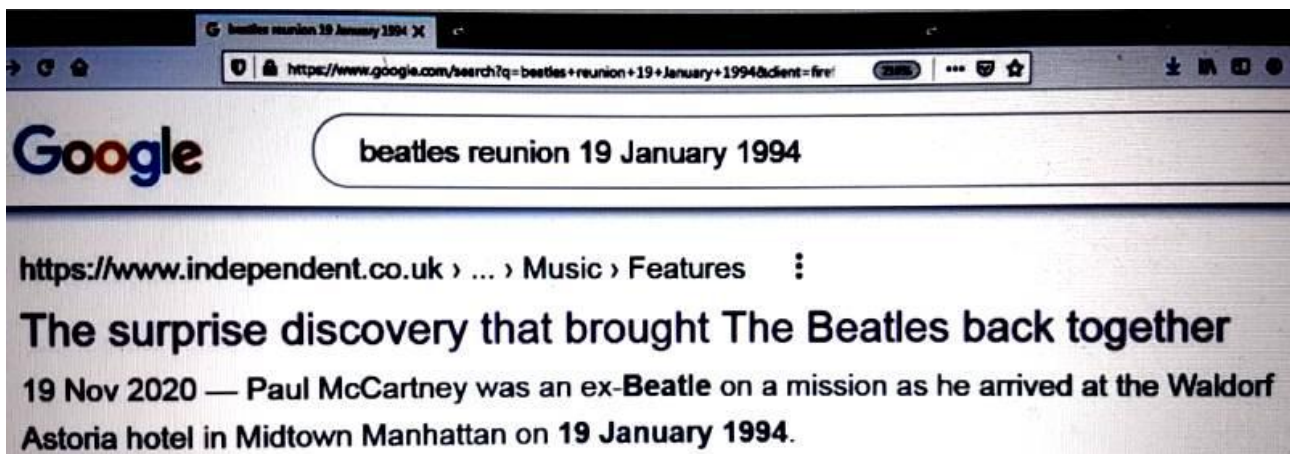 beatles reunion 19 January 1994
https://www.google.com/search?q=beatles+reunion+19+January+1994&client=firef
Google
beatles reunion 19 January 1994
https://www.independent.co.uk › ... › Music › Features
The surprise discovery that brought The Beatles back together
19 Nov 2020 — Paul McCartney was an ex-Beatle on a mission as he arrived at the Waldorf
Astoria hotel in Midtown Manhattan on 19 January 1994.